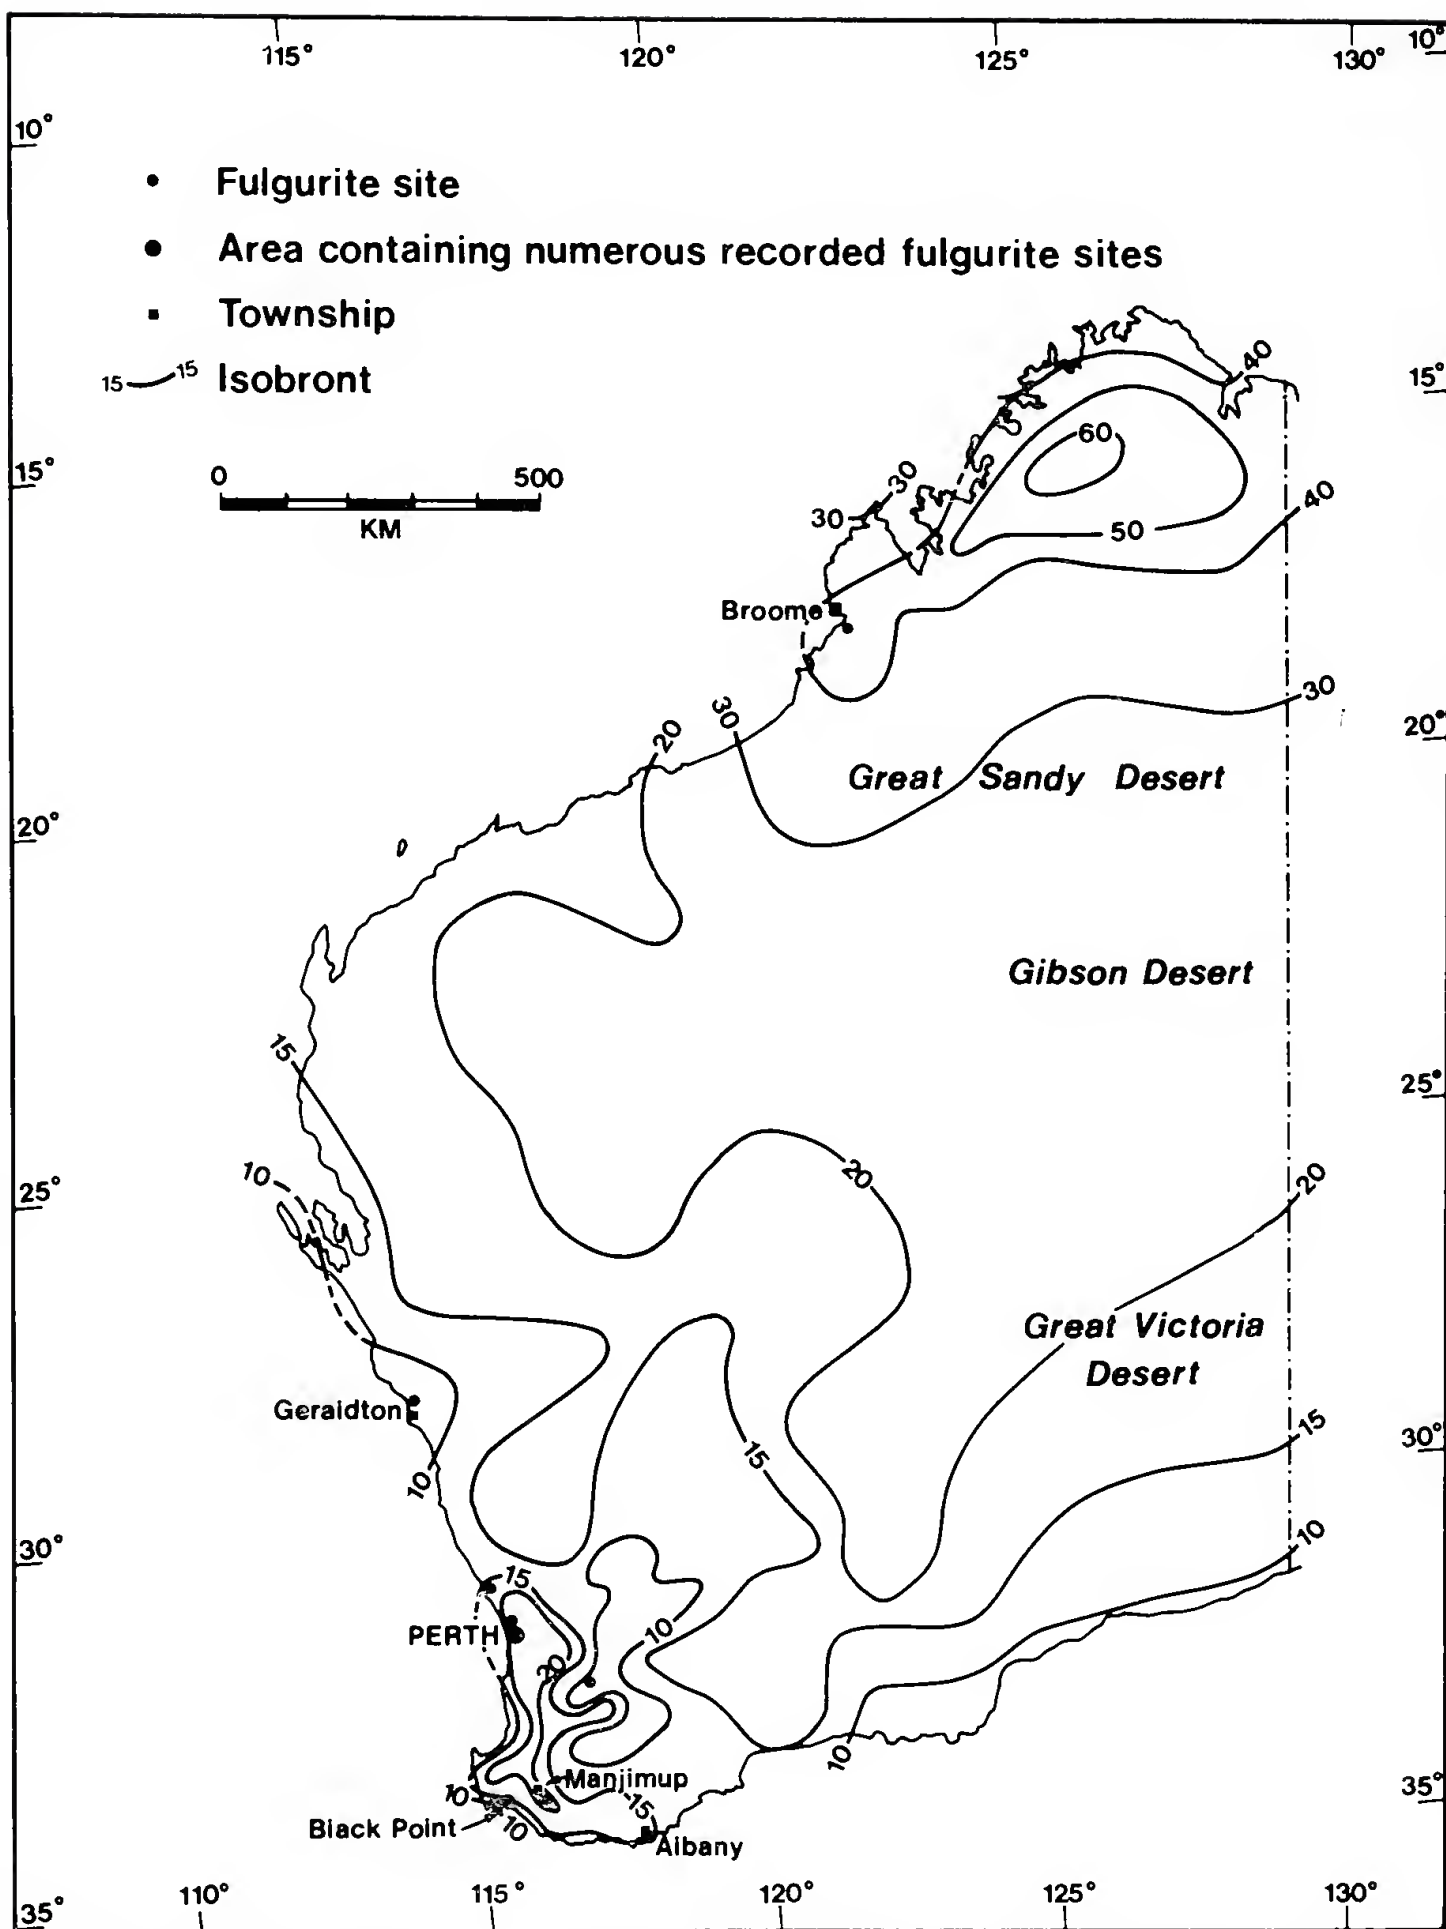 115° 120° 125° 130° 10°
10°
• Fulgurite site
● Area containing numerous recorded fulgurite sites
■ Township
15 15 Isobront
40
15°
60
0 500
KM
15°
30
30
40
50
Broome
30
30
20
20°
Great Sandy Desert
20°
Gibson Desert
15
25°
10
20
20
25°
Great Victoria
Desert
Geraldton
15
15
30°
10
10
30°
15
PERTH
10
20
10
Manjimup
10
15
35°
Black Point
10
Albany
110° 115° 120° 125° 130°
35°